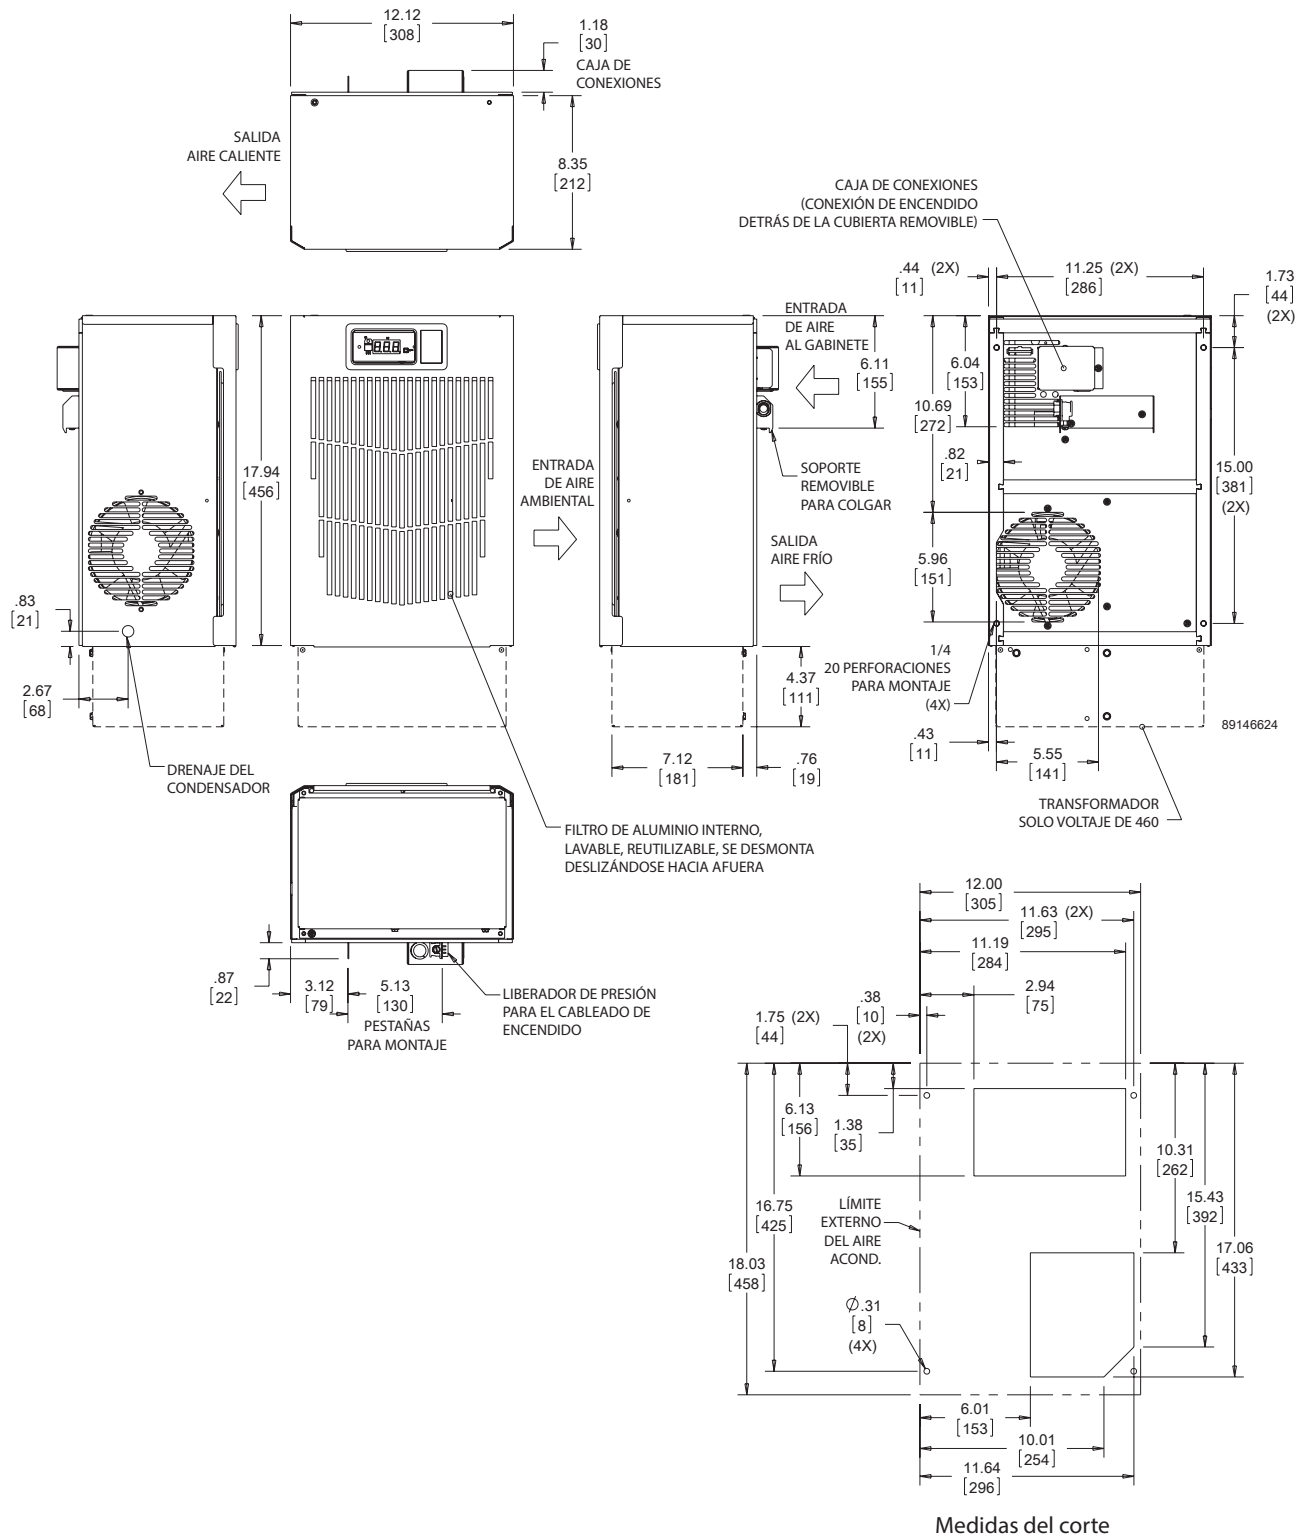 12.12
[308]
1.18
[30]
CAJA DE
CONEXIONES
SALIDA
AIRE CALIENTE
8.35
[212]
CAJA DE CONEXIONES
(CONEXIÓN DE ENCENDIDO
DETRÁS DE LA CUBIERTA REMOVIBLE)
.44 (2X)
[11]
11.25 (2X)
[286]
1.73
[44]
(2X)
ENTRADA
DE AIRE
AL GABINETE
6.11
[155]
6.04
[153]
10.69
[272]
.82
[21]
15.00
[381]
(2X)
17.94
[456]
ENTRADA
DE AIRE
AMBIENTAL
SOPORTE
REMOVIBLE
PARA COLGAR
SALIDA
AIRE FRÍO
5.96
[151]
.83
[21]
2.67
[68]
4.37
[111]
1/4
20 PERFORACIONES
PARA MONTAJE
(4X)
89146624
.43
[11]
5.55
[141]
7.12
[181]
.76
[19]
DRENAJE DEL
CONDENSADOR
TRANSFORMADOR
SOLO VOLTAJE DE 460
FILTRO DE ALUMINIO INTERNO,
LAVABLE, REUTILIZABLE, SE DESMONTA
DESLIZÁNDOSE HACIA AFUERA
.87
[22]
3.12
[79]
5.13
[130]
PESTAÑAS
PARA MONTAJE
LIBERADOR DE PRESIÓN
PARA EL CABLEADO DE
ENCENDIDO
12.00
[305]
11.63 (2X)
[295]
11.19
[284]
2.94
[75]
.38
[10]
(2X)
1.75 (2X)
[44]
6.13
[156]
1.38
[35]
10.31
[262]
15.43
[392]
17.06
[433]
16.75
[425]
18.03
[458]
LÍMITE
EXTERNO
DEL AIRE
ACOND.
Ø.31
[8]
(4X)
6.01
[153]
10.01
[254]
11.64
[296]
Medidas del corte